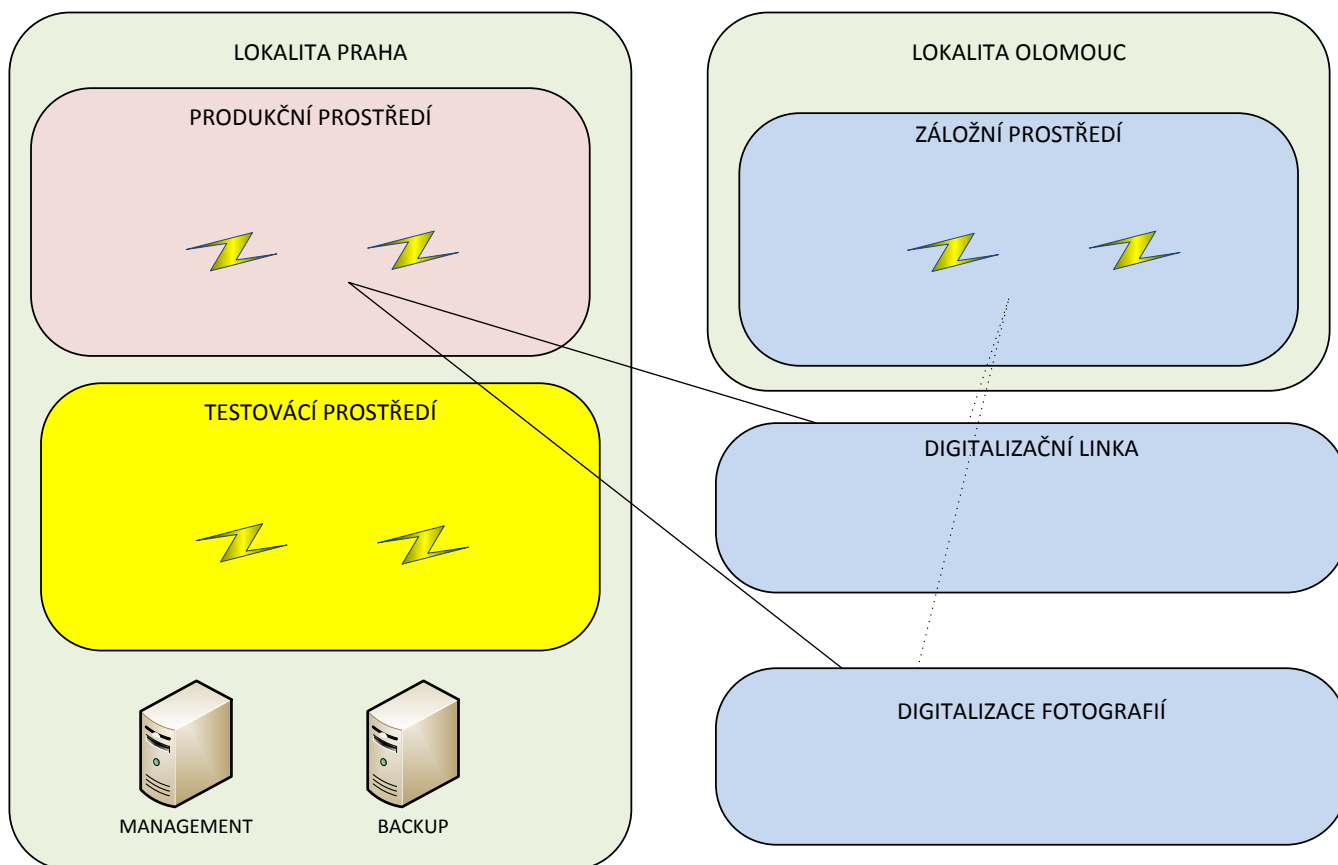 LOKALITA PRAHA
PRODUKČNÍ PROSTŘEDÍ
TESTOVÁCÍ PROSTŘEDÍ
MANAGEMENT
BACKUP
LOKALITA OLOMOUC
ZÁLOŽNÍ PROSTŘEDÍ
DIGITALIZAČNÍ LINKA
DIGITALIZACE FOTOGRAFIÍ